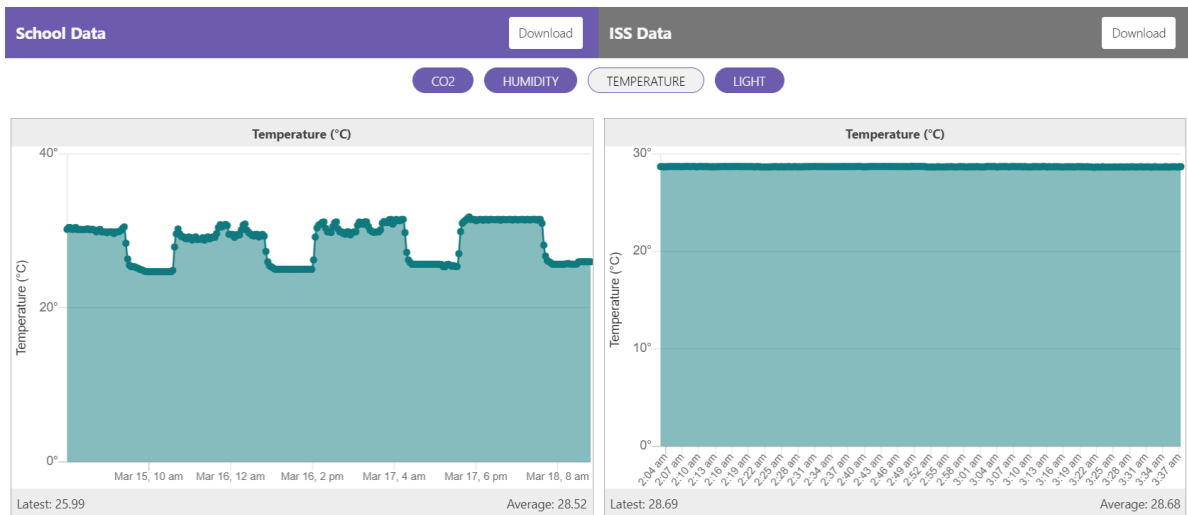 School Data
Download
ISS Data
Download
CO2
HUMIDITY
TEMPERATURE
LIGHT
Temperature (°C)
40°
20°
0°
Temperature (°C)
Mar 15, 10 am
Mar 16, 12 am
Mar 16, 2 pm
Mar 17, 4 am
Mar 17, 6 pm
Mar 18, 8 am
Latest: 25.99
Average: 28.52
Temperature (°C)
30°
20°
10°
0°
Temperature (°C)
2:04 am
2:07 am
2:10 am
2:13 am
2:16 am
2:19 am
2:22 am
2:25 am
2:28 am
2:31 am
2:34 am
2:37 am
2:40 am
2:43 am
2:46 am
2:49 am
2:52 am
2:55 am
2:58 am
3:01 am
3:04 am
3:07 am
3:10 am
3:13 am
3:16 am
3:19 am
3:22 am
3:25 am
3:28 am
3:31 am
3:34 am
3:37 am
Latest: 28.69
Average: 28.68